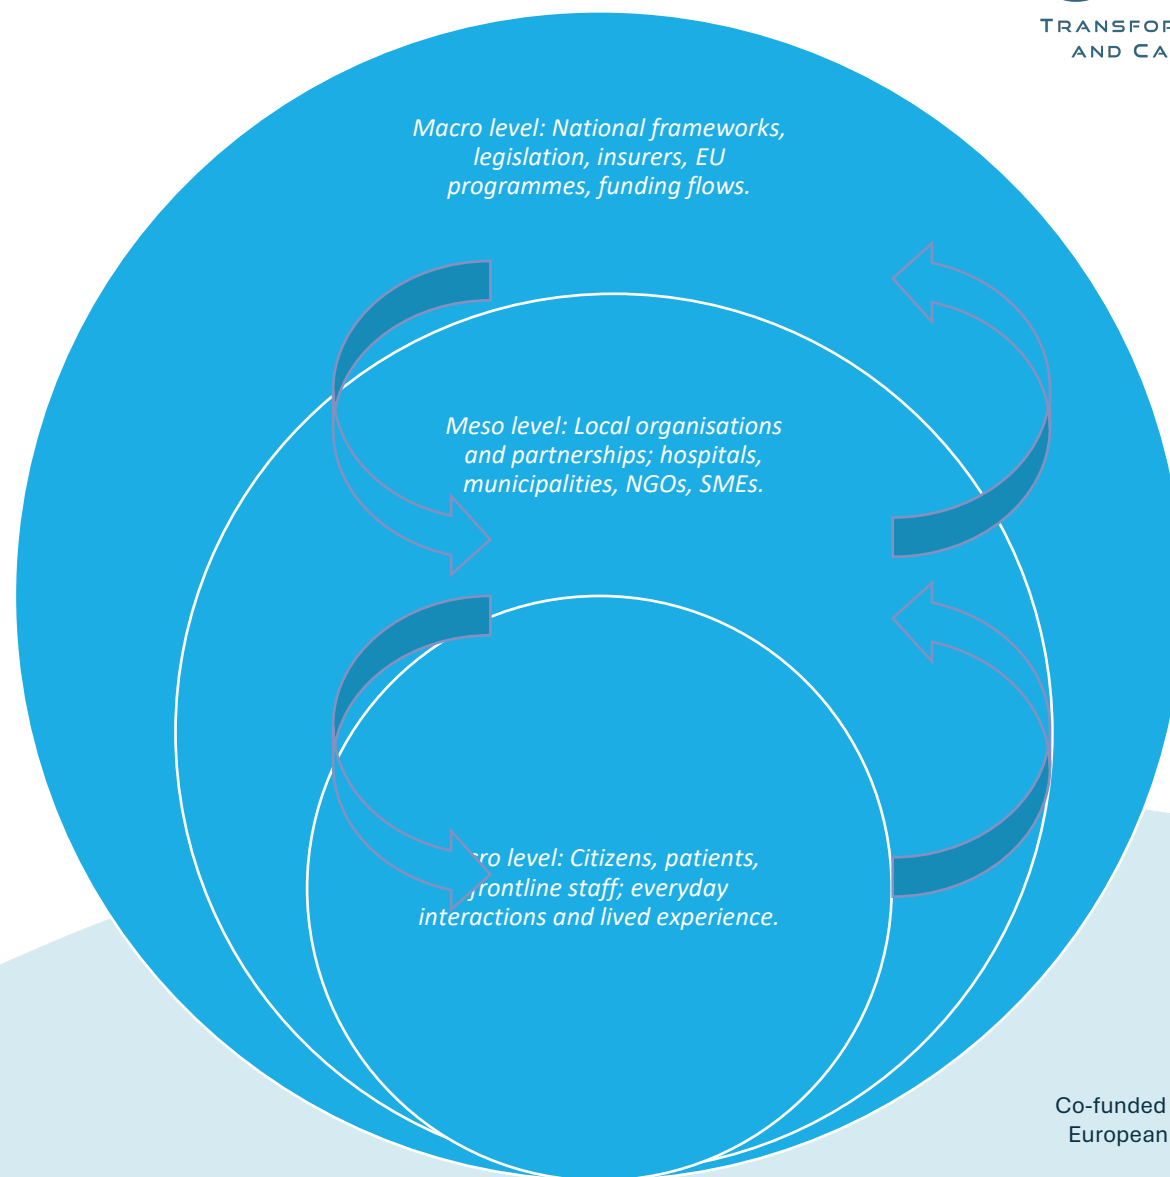 TRANSFOR
AND CA
Macro level: National frameworks,
legislation, insurers, EU
programmes, funding flows.
Meso level: Local organisations
and partnerships; hospitals,
municipalities, NGOs, SMEs.
cro level: Citizens, patients,
frontline staff; everyday
interactions and lived experience.
Co-funded
European